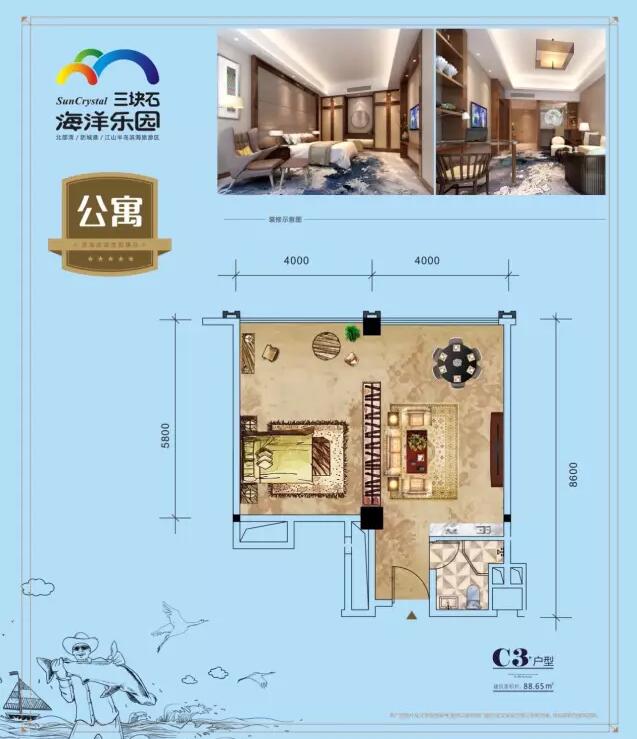 SunCrystal 三块石
海洋乐园
北部湾 / 防城港 / 江山半岛滨海旅游区
公寓
装修示意图
4000
4000
5800
8600
C3+户型
建筑面积约: 88.65m²